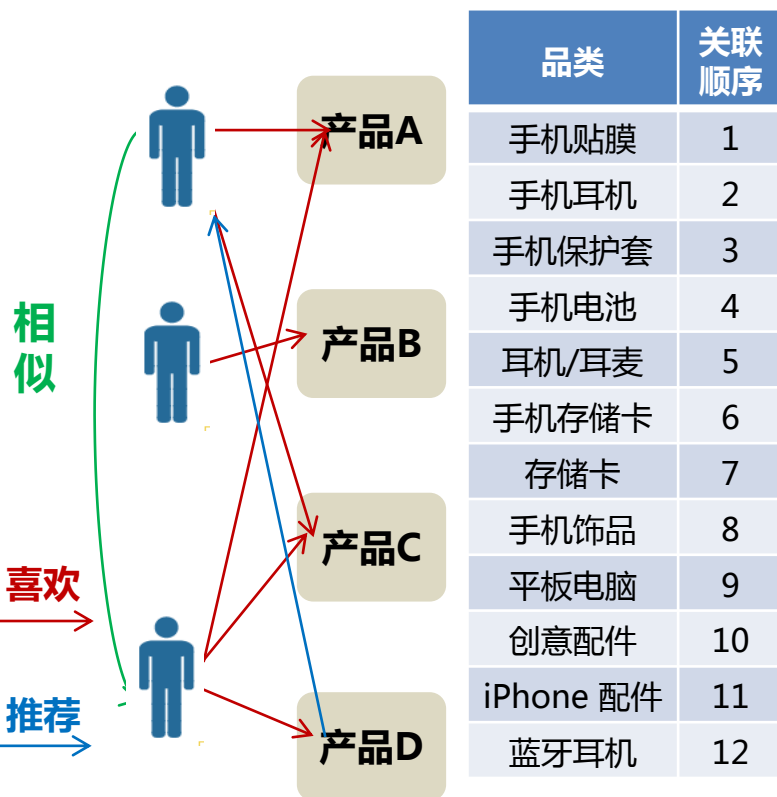 产品A
产品B
产品C
产品D
相
似
喜欢
推荐
品类 关联
顺序
手机贴膜 1
手机耳机 2
手机保护套 3
手机电池 4
耳机/耳麦 5
手机存储卡 6
存储卡 7
手机饰品 8
平板电脑 9
创意配件 10
iPhone 配件 11
蓝牙耳机 12